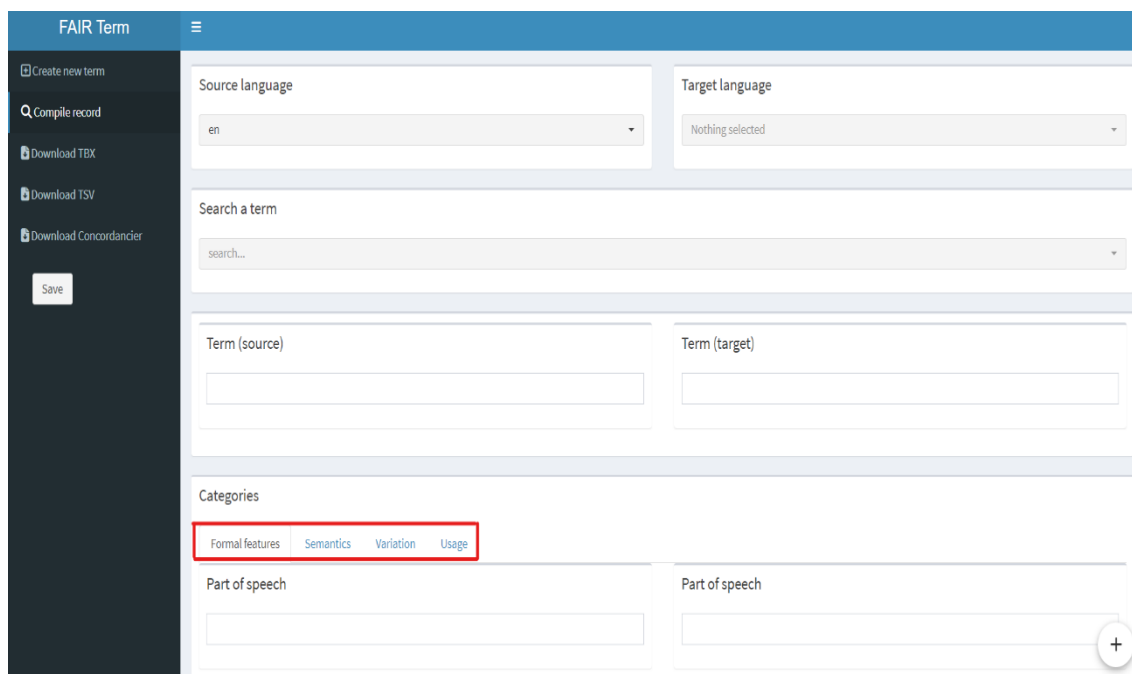 FAIR Term
Create new term
Compile record
Download TBX
Download TSV
Download Concordancier
Save
Source language
Target language
en
Nothing selected
Search a term
search...
Term (source)
Term (target)
Categories
Formal features Semantics Variation Usage
Part of speech
Part of speech
+